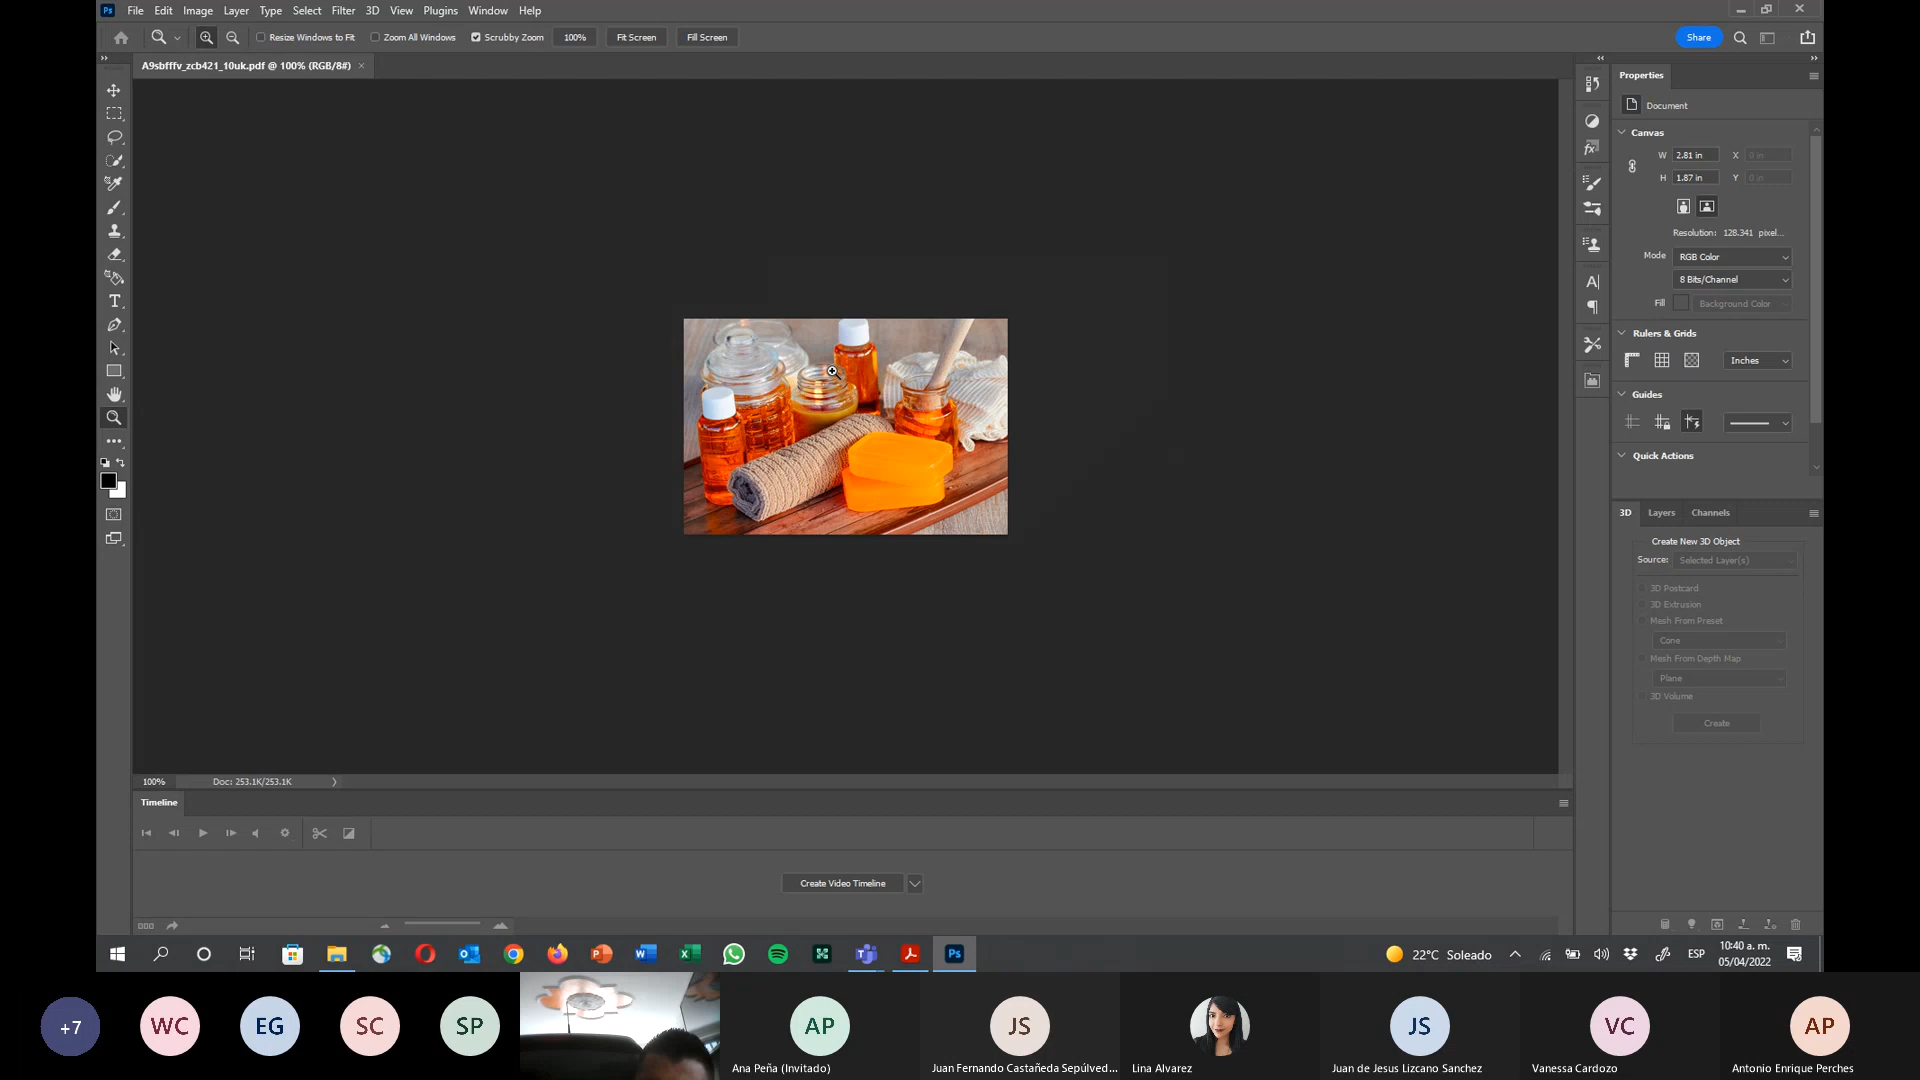 Ps File Edit Image Layer Type Select Filter 3D View Plugins Window Help
Resize Windows to Fit Zoom All Windows Scrubby Zoom 100% Fit Screen Fill Screen Share
A9sbfffv_zcb421_10uk.pdf @ 100% (RGB/8#) ×
Properties
Document
Canvas
W 2.81 in X 0 in
H 1.87 in Y 0 in
Resolution: 128.341 pixel...
Mode RGB Color
8 Bits/Channel
Fill Background Color
Rulers & Grids
Inches
Guides
Quick Actions
3D Layers Channels
Create New 3D Object
Source: Selected Layer(s)
3D Postcard
3D Extrusion
Mesh From Preset
Cone
Mesh From Depth Map
Plane
3D Volume
Create
100% Doc: 253.1K/253.1K
Timeline
Create Video Timeline
22°C Soleado ESP 10:40 a. m.
05/04/2022
+7 WC EG SC SP AP JS JS VC AP
Ana Peña (Invitado) Juan Fernando Castañeda Sepúlved... Lina Alvarez Juan de Jesus Lizcano Sanchez Vanessa Cardozo Antonio Enrique Perches